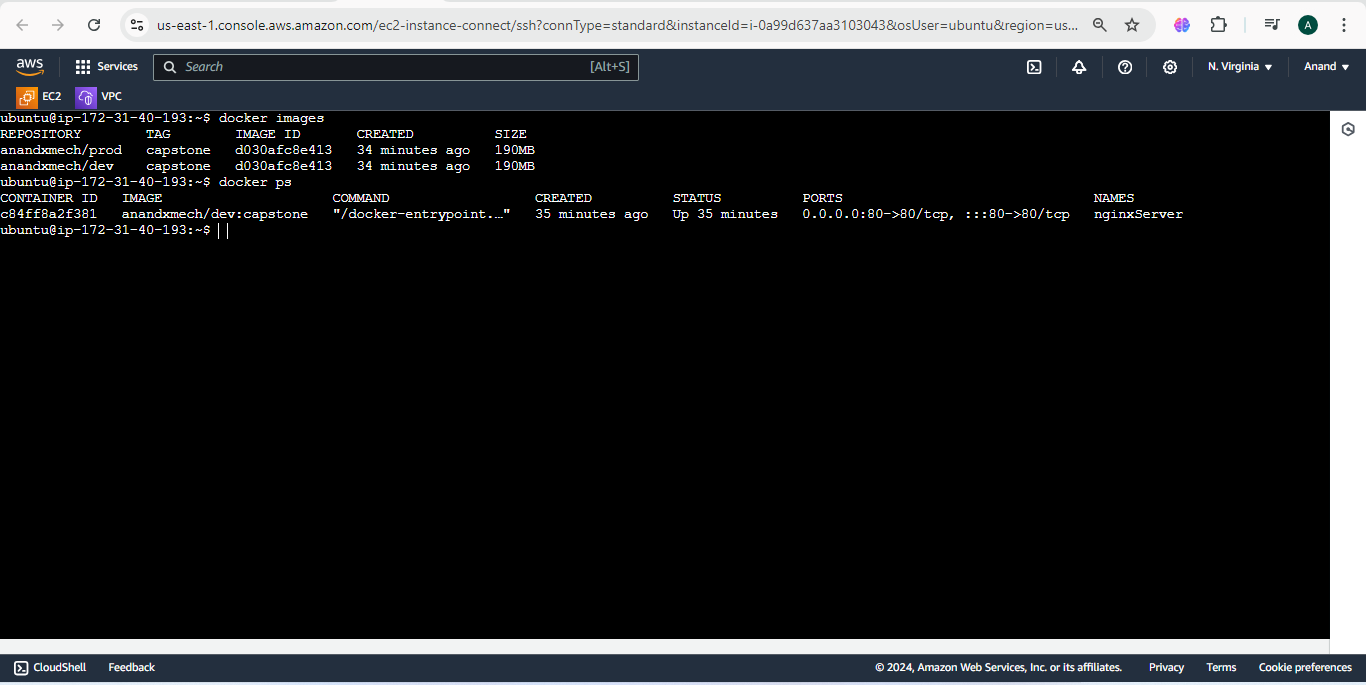 us-east-1.console.aws.amazon.com/ec2-instance-connect/ssh?connType=standard&instanceId=i-0a99d637aa3103043&osUser=ubuntu&region=us...
A
aws
Services
Search
[Alt+S]
N. Virginia
Anand
EC2
VPC
ubuntu@ip-172-31-40-193:~$ docker images
REPOSITORY TAG IMAGE ID CREATED SIZE
anandxmech/prod capstone d030afc8e413 34 minutes ago 190MB
anandxmech/dev capstone d030afc8e413 34 minutes ago 190MB
ubuntu@ip-172-31-40-193:~$ docker ps
CONTAINER ID IMAGE COMMAND CREATED STATUS PORTS NAMES
c84ff8a2f381 anandxmech/dev:capstone "/docker-entrypoint.…" 35 minutes ago Up 35 minutes 0.0.0.0:80->80/tcp, :::80->80/tcp nginxServer
ubuntu@ip-172-31-40-193:~$
CloudShell
Feedback
© 2024, Amazon Web Services, Inc. or its affiliates.
Privacy
Terms
Cookie preferences